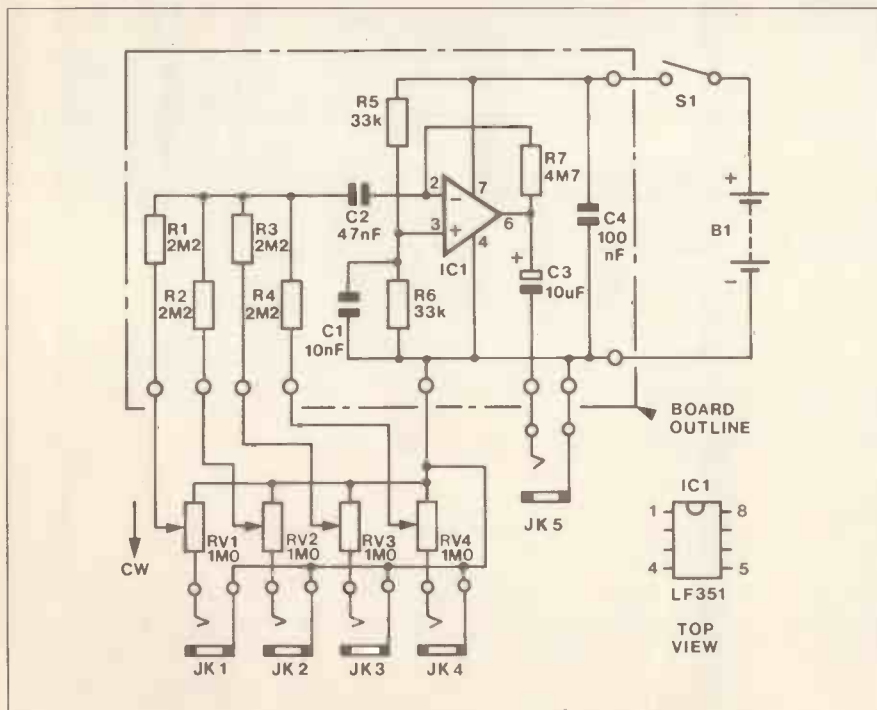 R5
33k
S1
R7
4M7
R1
2M2
R3
2M2
C2
47nF
2
−
7
3
+
4
6
IC1
+
C4
100
nF
+
B1
−
R2
2M2
R4
2M2
C1
10nF
R6
33k
C3
10uF
BOARD
OUTLINE
JK5
IC1
1
8
4
5
LF351
TOP
VIEW
CW
RV1
1M0
RV2
1M0
RV3
1M0
RV4
1M0
JK1
JK2
JK3
JK4